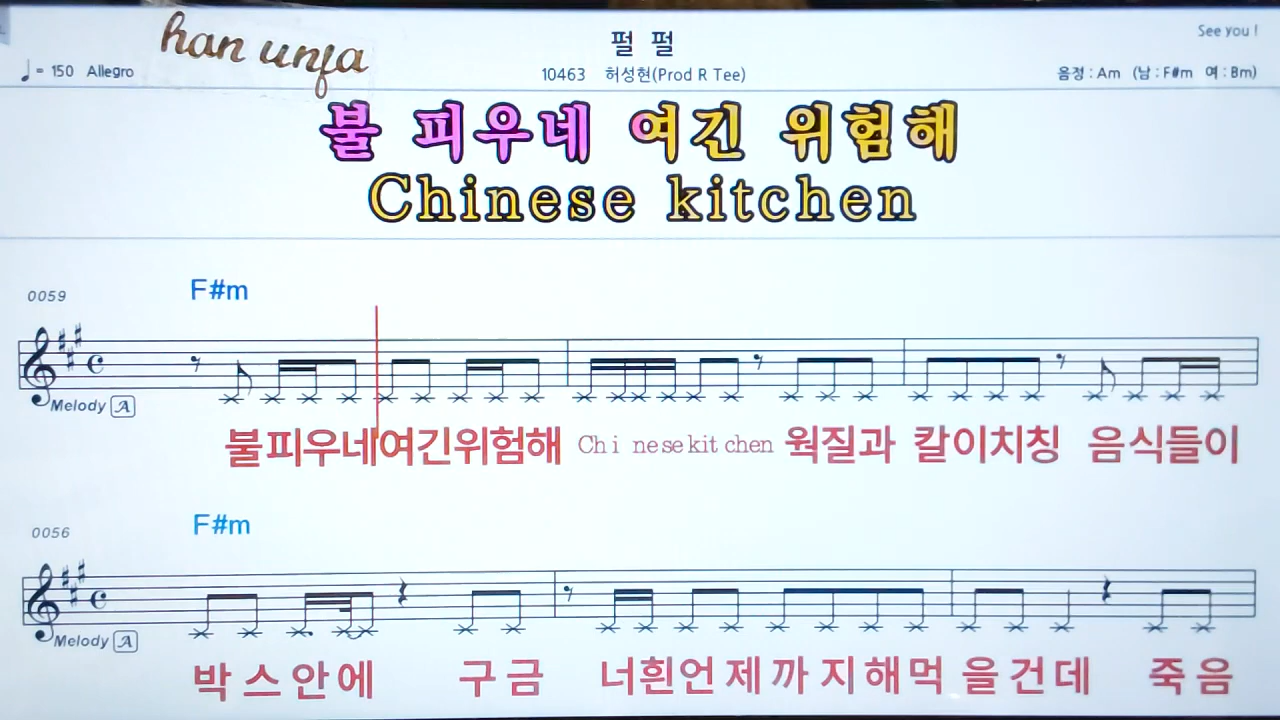 han unfa
펄 펄
See you !
♩= 150 Allegro
10463 허성현(Prod R Tee)
음정 : Am (남 : F#m 여 : Bm)
불 피우네 여긴 위험해
Chinese kitchen
0059
F#m
Melody A
불피우네여긴위험해 Chi nesekit chen 웍질과 칼이치칭 음식들이
0056
F#m
Melody A
박스안에 구금 너흰언제까지해먹을건데 죽음